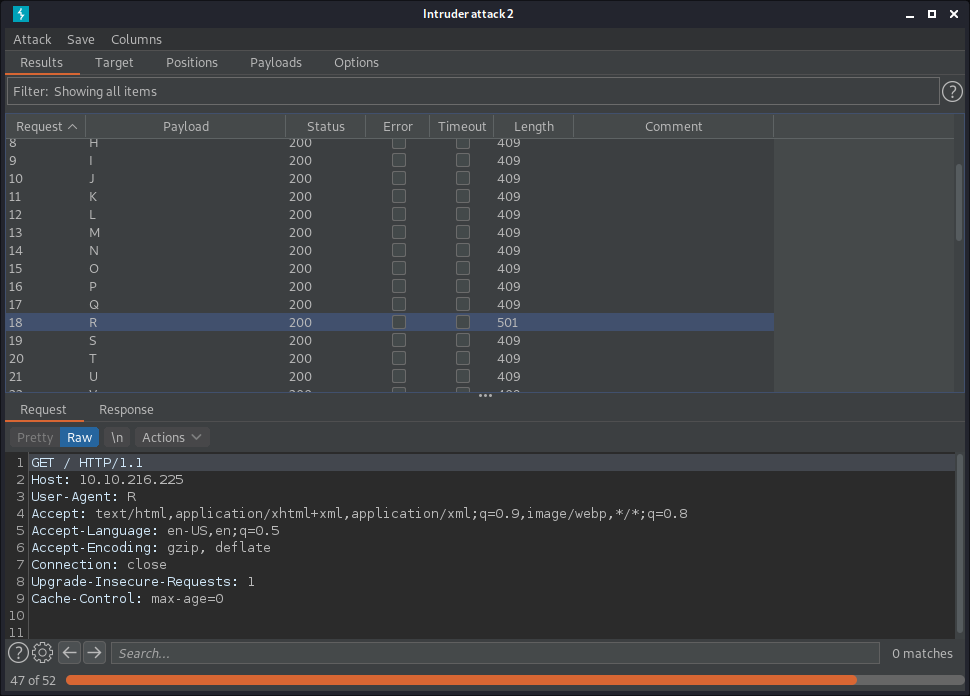 Intruder attack 2
Attack Save Columns
Results Target Positions Payloads Options
Filter: Showing all items
?
Request Payload Status Error Timeout Length Comment
8 H 200 409
9 I 200 409
10 J 200 409
11 K 200 409
12 L 200 409
13 M 200 409
14 N 200 409
15 O 200 409
16 P 200 409
17 Q 200 409
18 R 200 501
19 S 200 409
20 T 200 409
21 U 200 409
Request Response
Pretty Raw \n Actions
1 GET / HTTP/1.1
2 Host: 10.10.216.225
3 User-Agent: R
4 Accept: text/html,application/xhtml+xml,application/xml;q=0.9,image/webp,*/*;q=0.8
5 Accept-Language: en-US,en;q=0.5
6 Accept-Encoding: gzip, deflate
7 Connection: close
8 Upgrade-Insecure-Requests: 1
9 Cache-Control: max-age=0
10
11
? Search... 0 matches
47 of 52